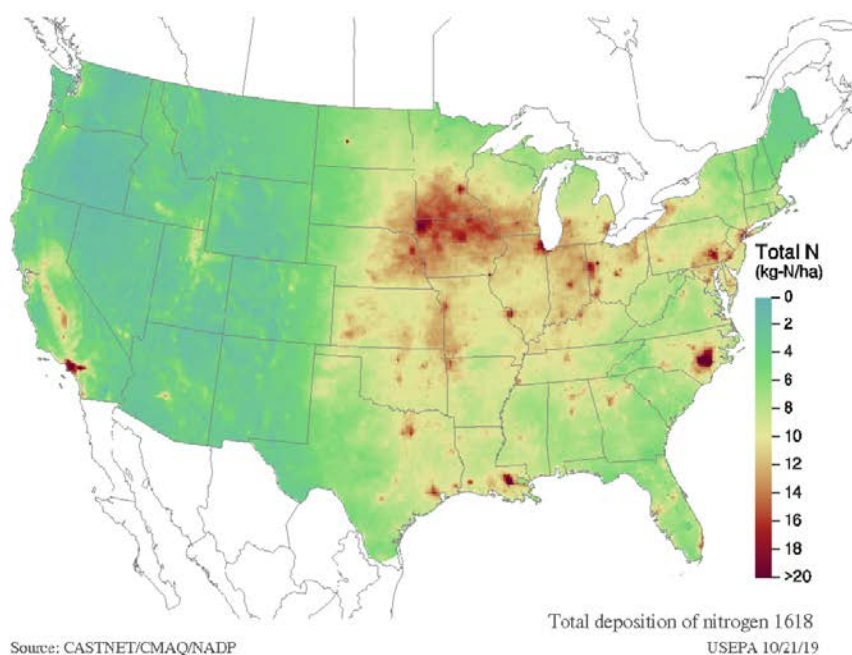 Total N
(kg-N/ha)
0
2
4
6
8
10
12
14
16
18
>20
Total deposition of nitrogen 1618
Source: CASTNET/CMAQ/NADP
USEPA 10/21/19